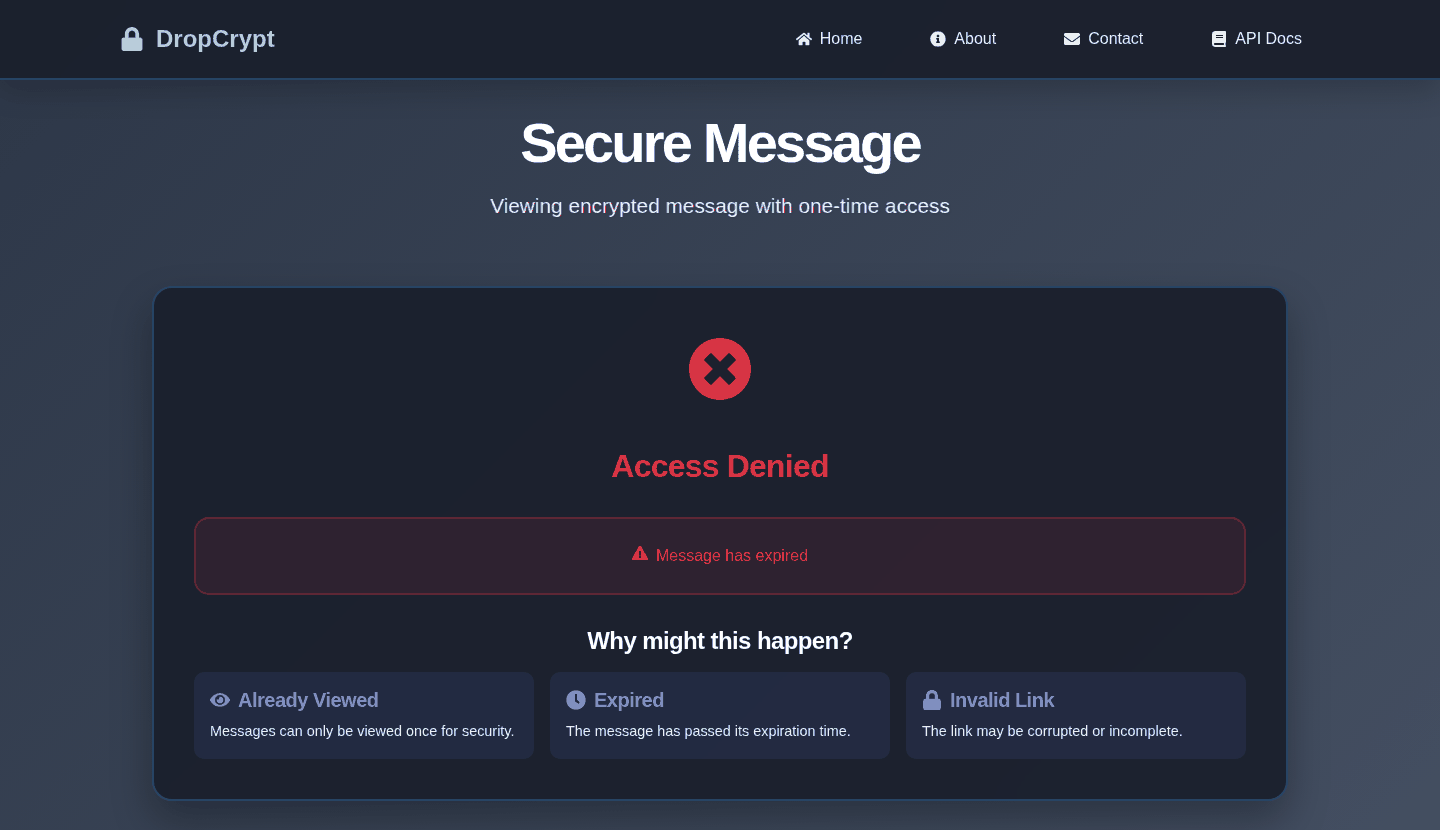 DropCrypt
Home
About
Contact
API Docs
Secure Message
Viewing encrypted message with one-time access
Access Denied
Message has expired
Why might this happen?
Already Viewed
Messages can only be viewed once for security.
Expired
The message has passed its expiration time.
Invalid Link
The link may be corrupted or incomplete.